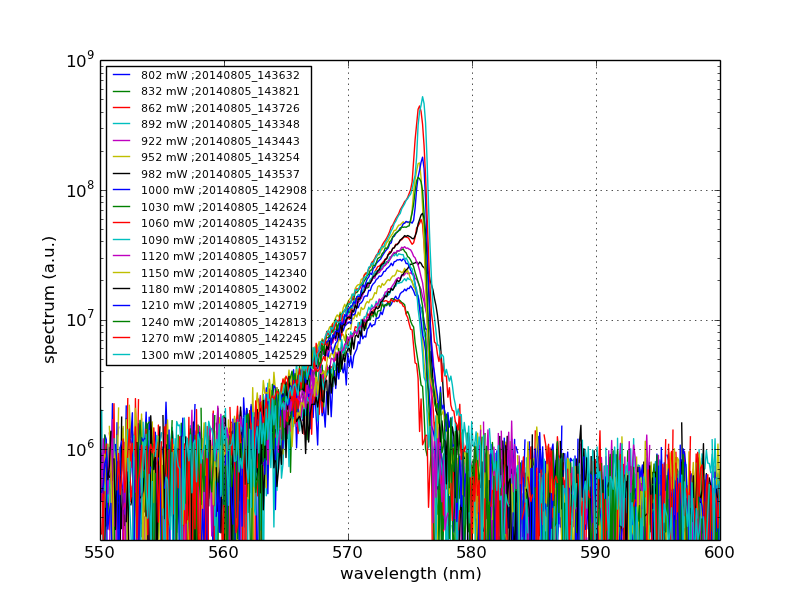 10⁹
802 mW ;20140805_143632
832 mW ;20140805_143821
862 mW ;20140805_143726
892 mW ;20140805_143348
922 mW ;20140805_143443
952 mW ;20140805_143254
982 mW ;20140805_143537
1000 mW ;20140805_142908
1030 mW ;20140805_142624
1060 mW ;20140805_142435
1090 mW ;20140805_143152
1120 mW ;20140805_143057
1150 mW ;20140805_142340
1180 mW ;20140805_143002
1210 mW ;20140805_142719
1240 mW ;20140805_142813
1270 mW ;20140805_142245
1300 mW ;20140805_142529
10⁸
10⁷
10⁶
spectrum (a.u.)
550 560 570 580 590 600
wavelength (nm)